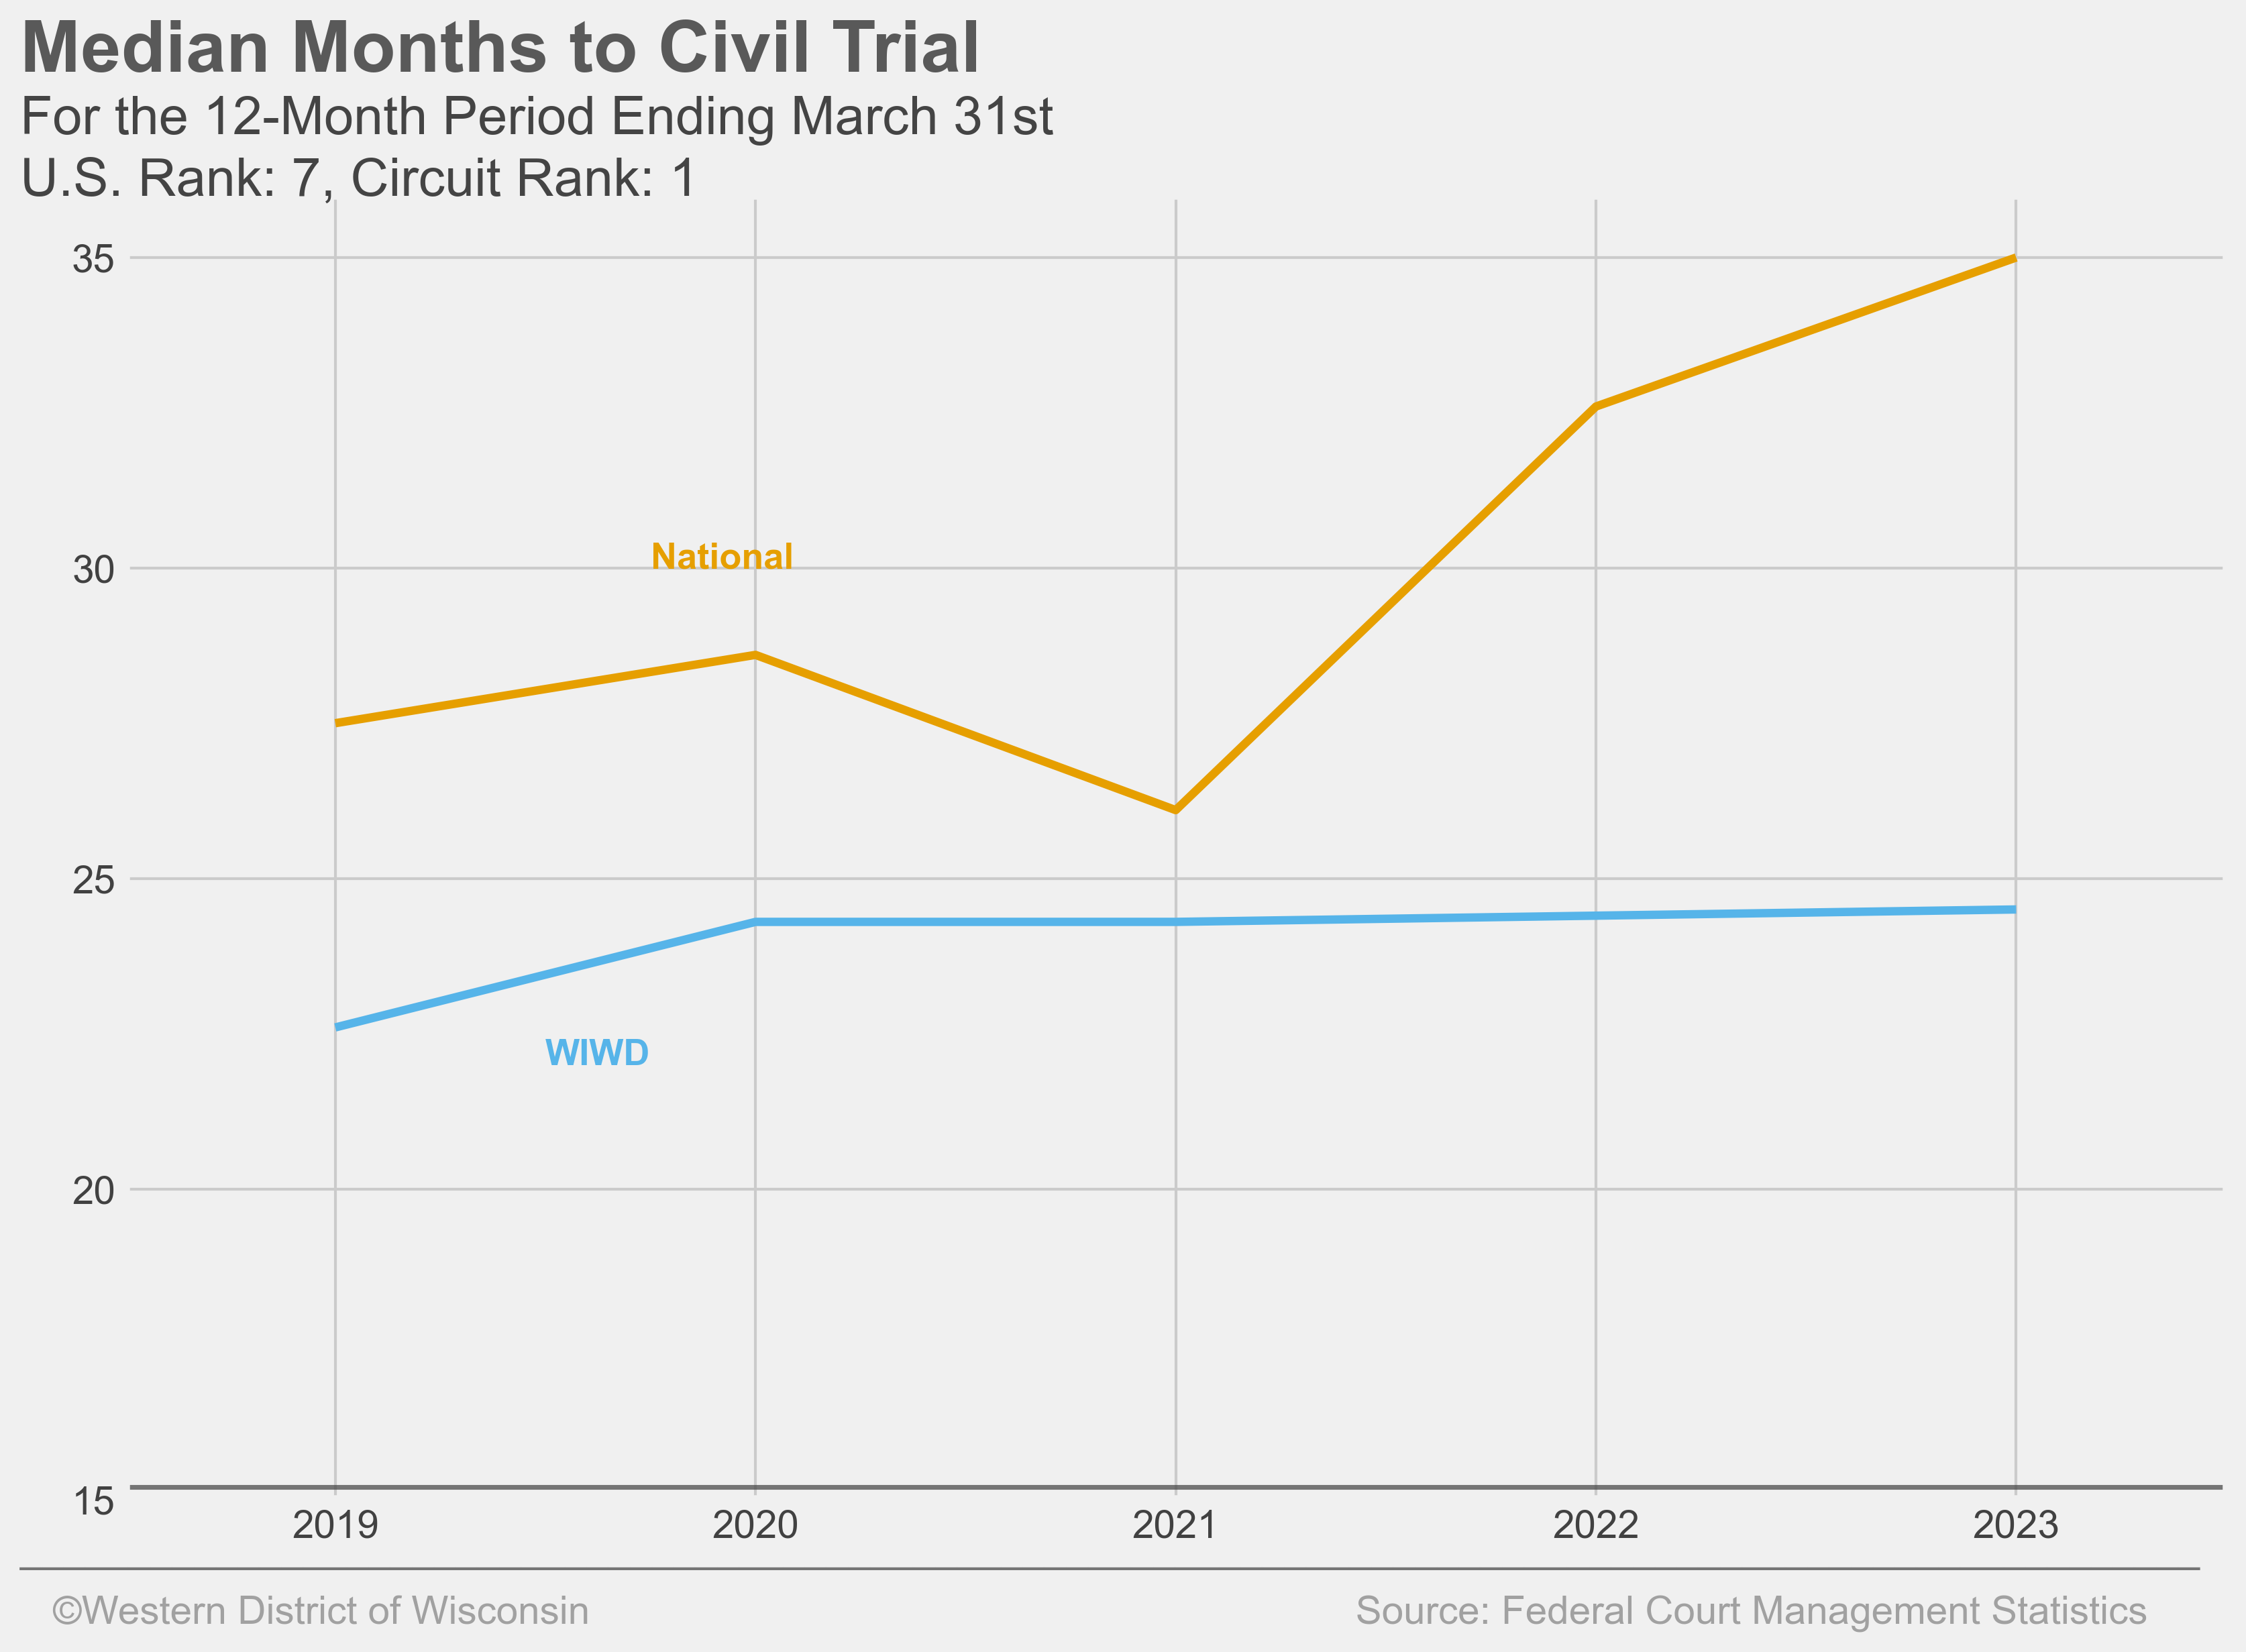 Median Months to Civil Trial
For the 12-Month Period Ending March 31st
U.S. Rank: 7, Circuit Rank: 1
35
30
25
20
15
National
WIWD
2019 2020 2021 2022 2023
©Western District of Wisconsin Source: Federal Court Management Statistics